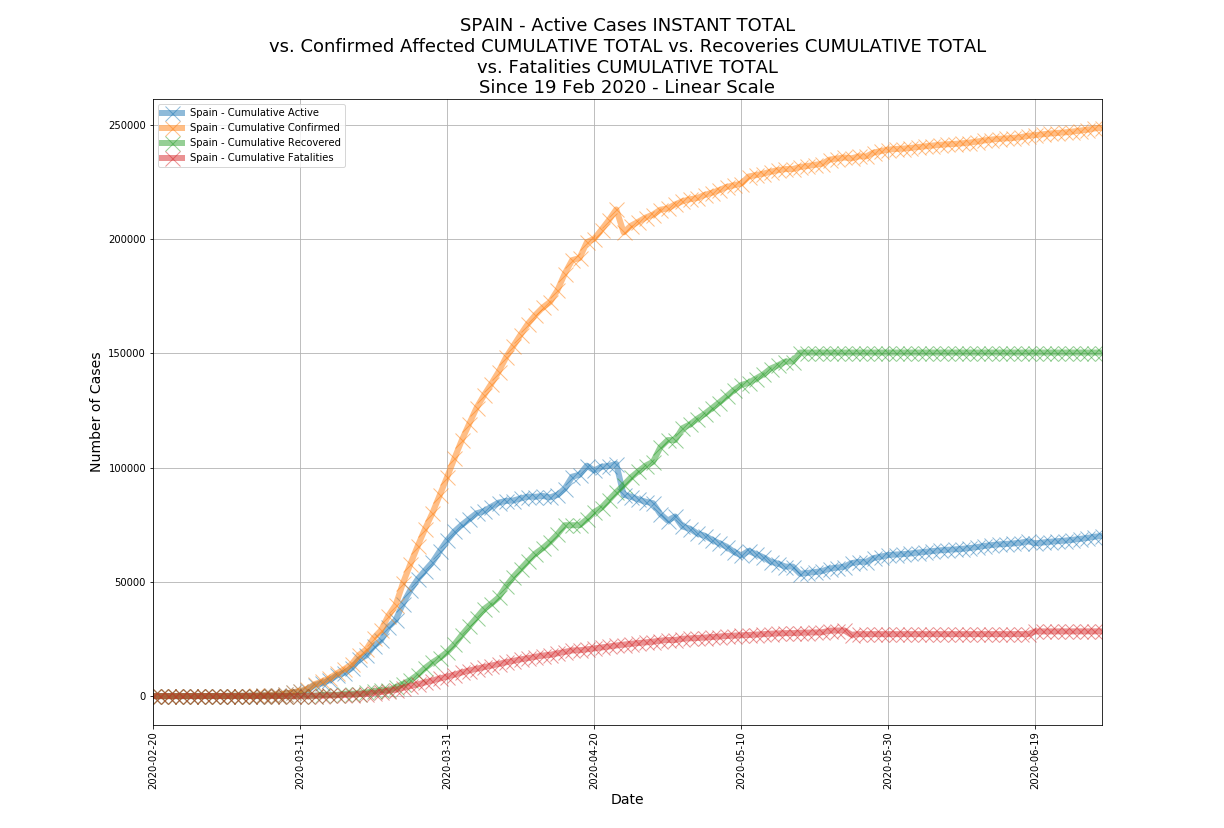 SPAIN - Active Cases INSTANT TOTAL
vs. Confirmed Affected CUMULATIVE TOTAL vs. Recoveries CUMULATIVE TOTAL
vs. Fatalities CUMULATIVE TOTAL
Since 19 Feb 2020 - Linear Scale
Spain - Cumulative Active
Spain - Cumulative Confirmed
Spain - Cumulative Recovered
Spain - Cumulative Fatalities
Number of Cases
250000
200000
150000
100000
50000
0
2020-02-20
2020-03-11
2020-03-31
2020-04-20
2020-05-10
2020-05-30
2020-06-19
Date